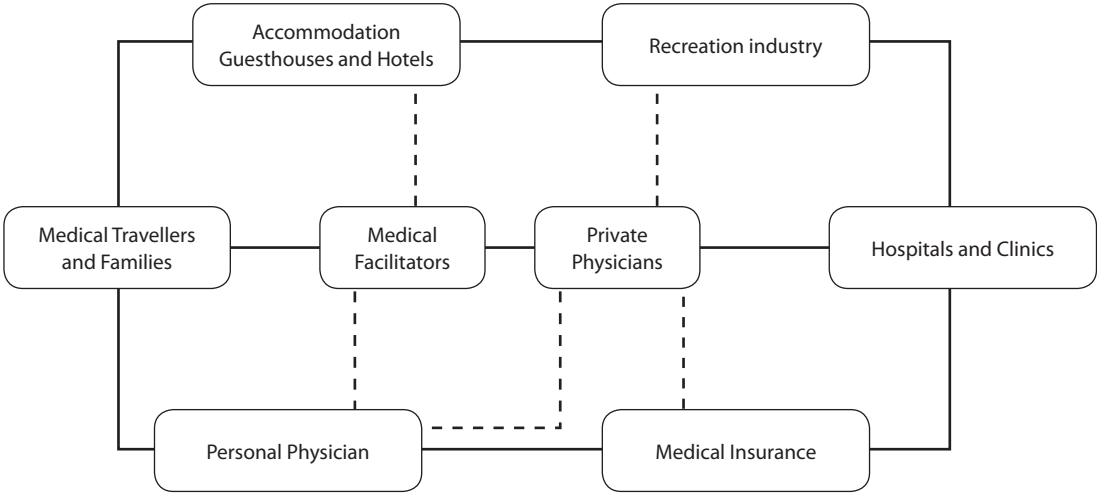 Accommodation
Guesthouses and Hotels
Recreation industry
Medical Travellers
and Families
Medical
Facilitators
Private
Physicians
Hospitals and Clinics
Personal Physician
Medical Insurance